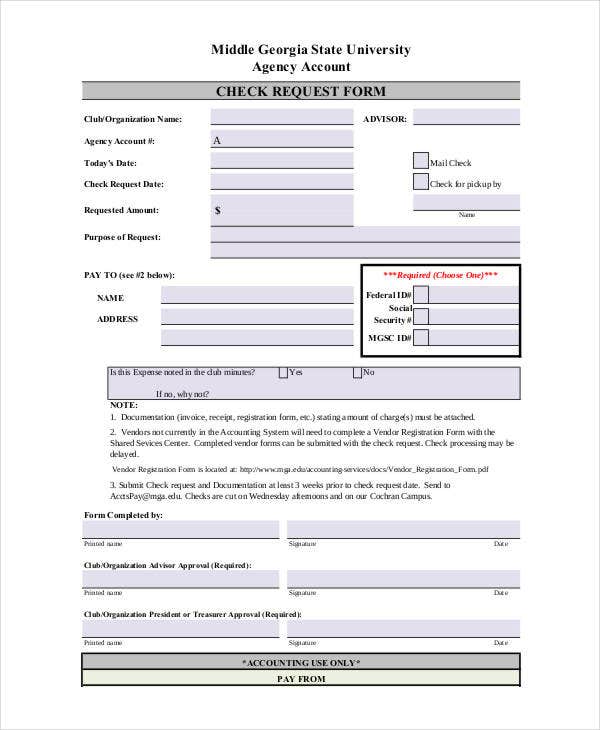 Middle Georgia State University
Agency Account
CHECK REQUEST FORM
Club/Organization Name: ADVISOR:
Agency Account #: A
Today's Date: Mail Check
Check Request Date: Check for pickup by
Requested Amount: $
Name
Purpose of Request:
PAY TO (see #2 below): ***Required (Choose One)***
NAME Federal ID#
ADDRESS Social
Security #
MGSC ID#
Is this Expense noted in the club minutes? Yes No
If no, why not?
NOTE:
1. Documentation (invoice, receipt, registration form, etc.) stating amount of charge(s) must be attached.
2. Vendors not currently in the Accounting System will need to complete a Vendor Registration Form with the
Shared Sevices Center. Completed vendor forms can be submitted with the check request. Check processing may be
delayed.
Vendor Registration Form is located at: http://www.mga.edu/accounting-services/docs/Vendor_Registration_Form.pdf
3. Submit Check request and Documentation at least 3 weeks prior to check request date. Send to
AcctsPay@mga.edu. Checks are cut on Wednesday afternoons and on our Cochran Campus.
Form Completed by:
Printed name Signature Date
Club/Organization Advisor Approval (Required):
Printed name Signature Date
Club/Organization President or Treasurer Approval (Required):
Printed name Signature Date
*ACCOUNTING USE ONLY*
PAY FROM